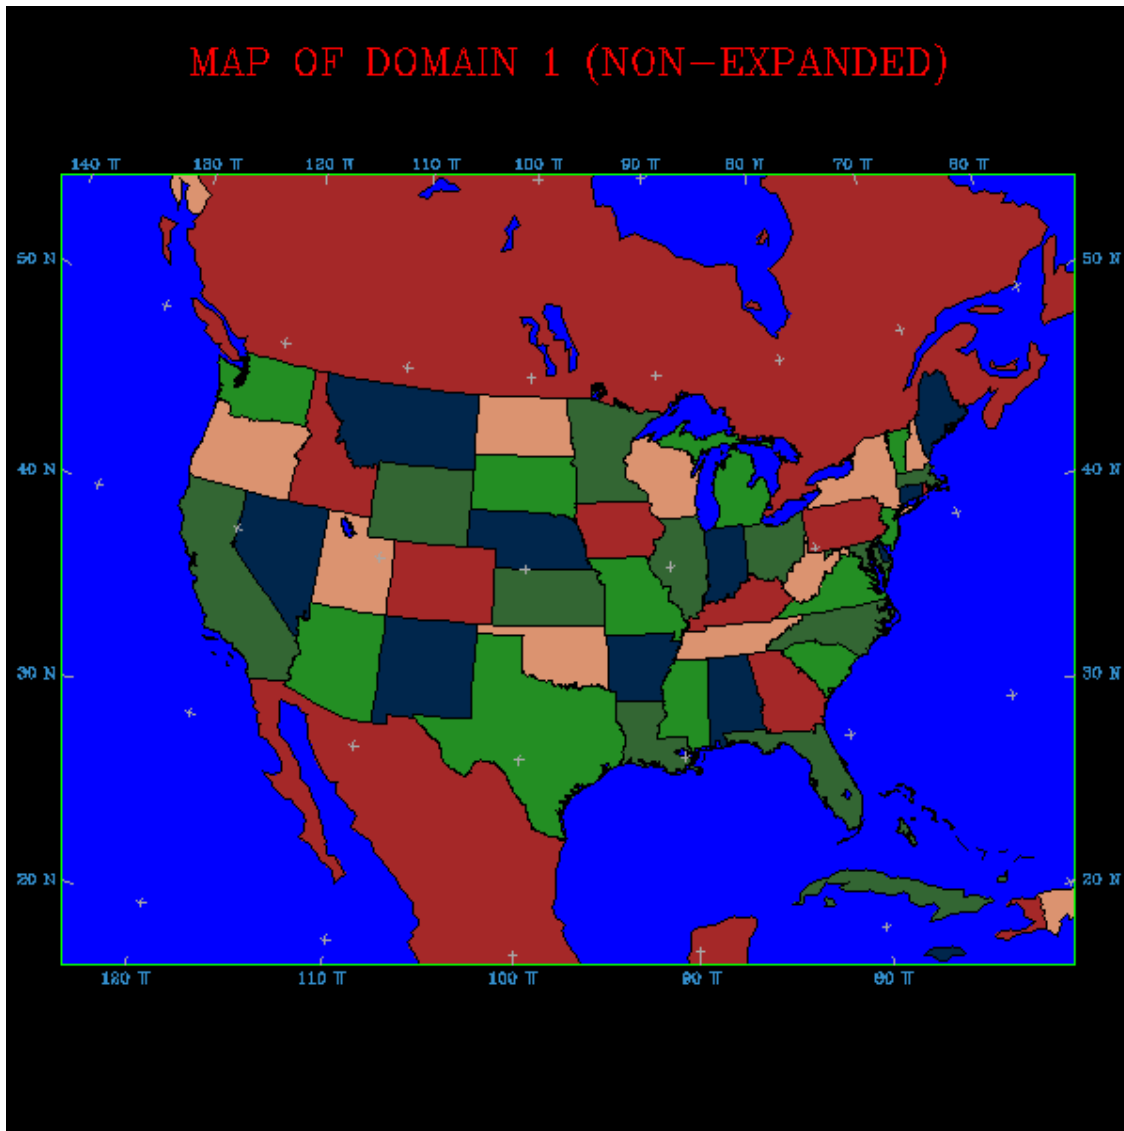 MAP OF DOMAIN 1 (NON-EXPANDED)
140 W 130 W 120 W 110 W 100 W 90 W 80 W 70 W 60 W
50 N 50 N
40 N 40 N
30 N 30 N
20 N 20 N
120 W 110 W 100 W 90 W 80 W